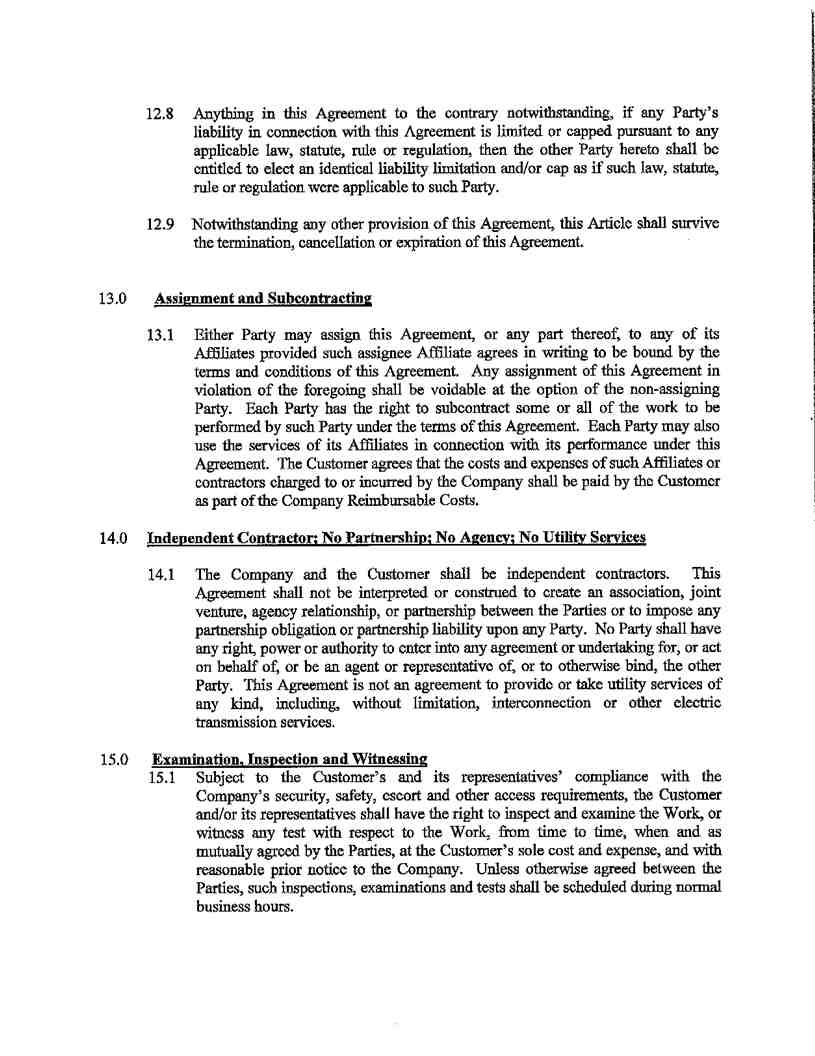 12.8 Anything in this Agreement to the contrary notwithstanding, if any Party's
liability in connection with this Agreement is limited or capped pursuant to any
applicable law, statute, rule or regulation, then the other Party hereto shall be
entitled to elect an identical liability limitation and/or cap as if such law, statute,
rule or regulation were applicable to such Party.
12.9 Notwithstanding any other provision of this Agreement, this Article shall survive
the termination, cancellation or expiration of this Agreement.
13.0 Assignment and Subcontracting
13.1 Either Party may assign this Agreement, or any part thereof, to any of its
Affiliates provided such assignee Affiliate agrees in writing to be bound by the
terms and conditions of this Agreement. Any assignment of this Agreement in
violation of the foregoing shall be voidable at the option of the non-assigning
Party. Each Party has the right to subcontract some or all of the work to be
performed by such Party under the terms of this Agreement. Each Party may also
use the services of its Affiliates in connection with its performance under this
Agreement. The Customer agrees that the costs and expenses of such Affiliates or
contractors charged to or incurred by the Company shall be paid by the Customer
as part of the Company Reimbursable Costs.
14.0 Independent Contractor; No Partnership; No Agency; No Utility Services
14.1 The Company and the Customer shall be independent contractors. This
Agreement shall not be interpreted or construed to create an association, joint
venture, agency relationship, or partnership between the Parties or to impose any
partnership obligation or partnership liability upon any Party. No Party shall have
any right, power or authority to enter into any agreement or undertaking for, or act
on behalf of, or be an agent or representative of, or to otherwise bind, the other
Party. This Agreement is not an agreement to provide or take utility services of
any kind, including, without limitation, interconnection or other electric
transmission services.
15.0 Examination, Inspection and Witnessing
15.1 Subject to the Customer's and its representatives' compliance with the
Company's security, safety, escort and other access requirements, the Customer
and/or its representatives shall have the right to inspect and examine the Work, or
witness any test with respect to the Work, from time to time, when and as
mutually agreed by the Parties, at the Customer's sole cost and expense, and with
reasonable prior notice to the Company. Unless otherwise agreed between the
Parties, such inspections, examinations and tests shall be scheduled during normal
business hours.